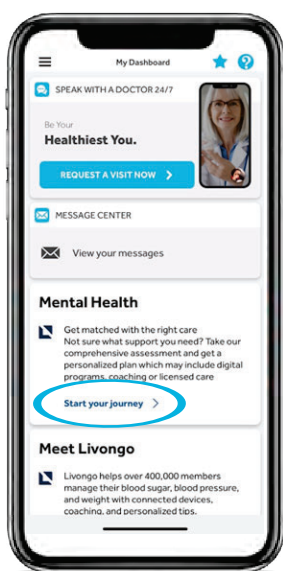 My Dashboard
SPEAK WITH A DOCTOR 24/7
Be Your
Healthiest You.
REQUEST A VISIT NOW
MESSAGE CENTER
View your messages
Mental Health
Get matched with the right care
Not sure what support you need? Take our
comprehensive assessment and get a
personalized plan which may include digital
programs, coaching or licensed care
Start your journey
Meet Livongo
Livongo helps over 400,000 members
manage their blood sugar, blood pressure,
and weight with connected devices,
coaching, and personalized tips.